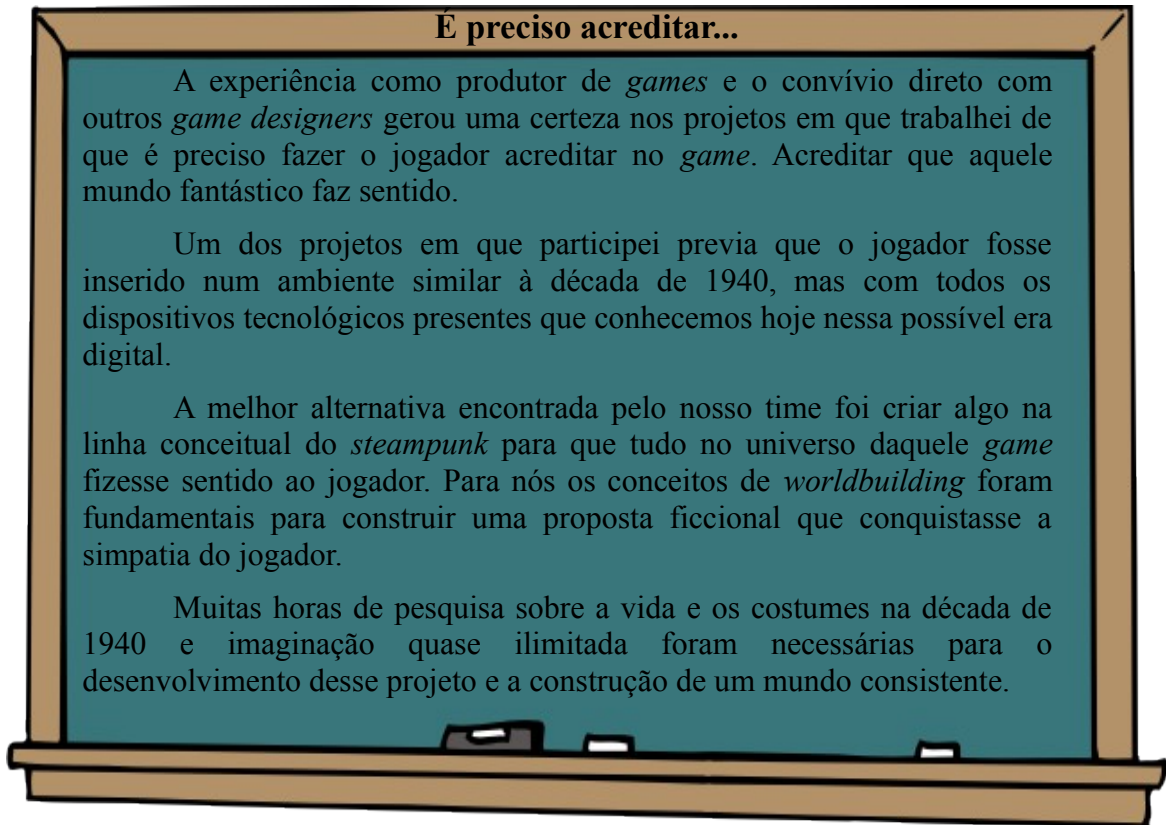 É preciso acreditar...
A experiência como produtor de games e o convívio direto com
outros game designers gerou uma certeza nos projetos em que trabalhei de
que é preciso fazer o jogador acreditar no game. Acreditar que aquele
mundo fantástico faz sentido.
Um dos projetos em que participei previa que o jogador fosse
inserido num ambiente similar à década de 1940, mas com todos os
dispositivos tecnológicos presentes que conhecemos hoje nessa possível era
digital.
A melhor alternativa encontrada pelo nosso time foi criar algo na
linha conceitual do steampunk para que tudo no universo daquele game
fizesse sentido ao jogador. Para nós os conceitos de worldbuilding foram
fundamentais para construir uma proposta ficcional que conquistasse a
simpatia do jogador.
Muitas horas de pesquisa sobre a vida e os costumes na década de
1940 e imaginação quase ilimitada foram necessárias para o
desenvolvimento desse projeto e a construção de um mundo consistente.